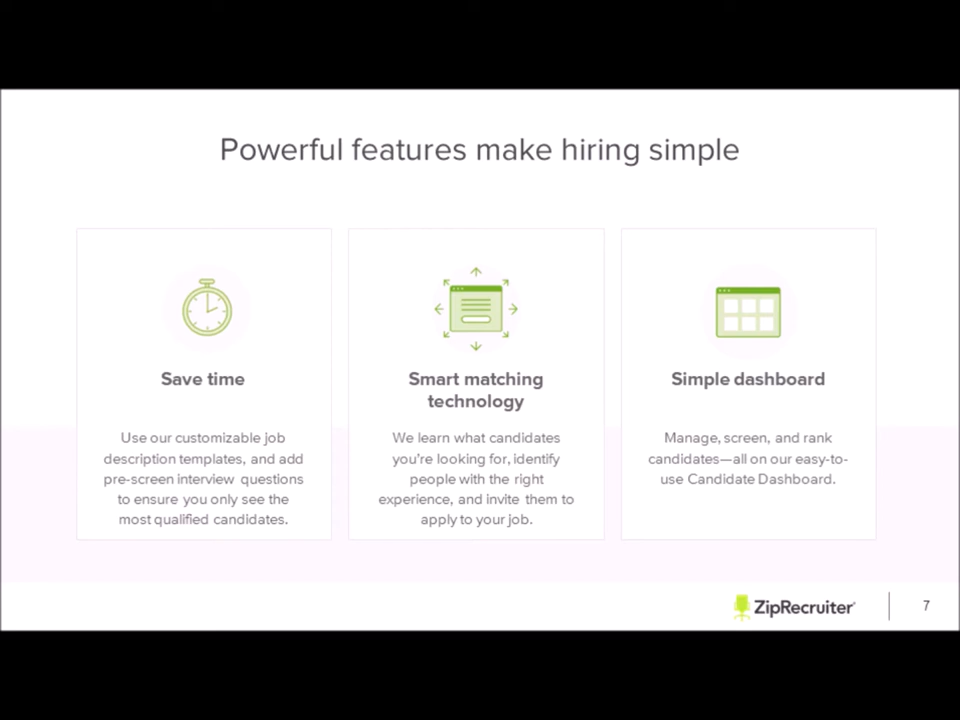 Powerful features make hiring simple
Save time
Use our customizable job
description templates, and add
pre-screen interview questions
to ensure you only see the
most qualified candidates.
Smart matching
technology
We learn what candidates
you're looking for, identify
people with the right
experience, and invite them to
apply to your job.
Simple dashboard
Manage, screen, and rank
candidates—all on our easy-to-
use Candidate Dashboard.
ZipRecruiter
7